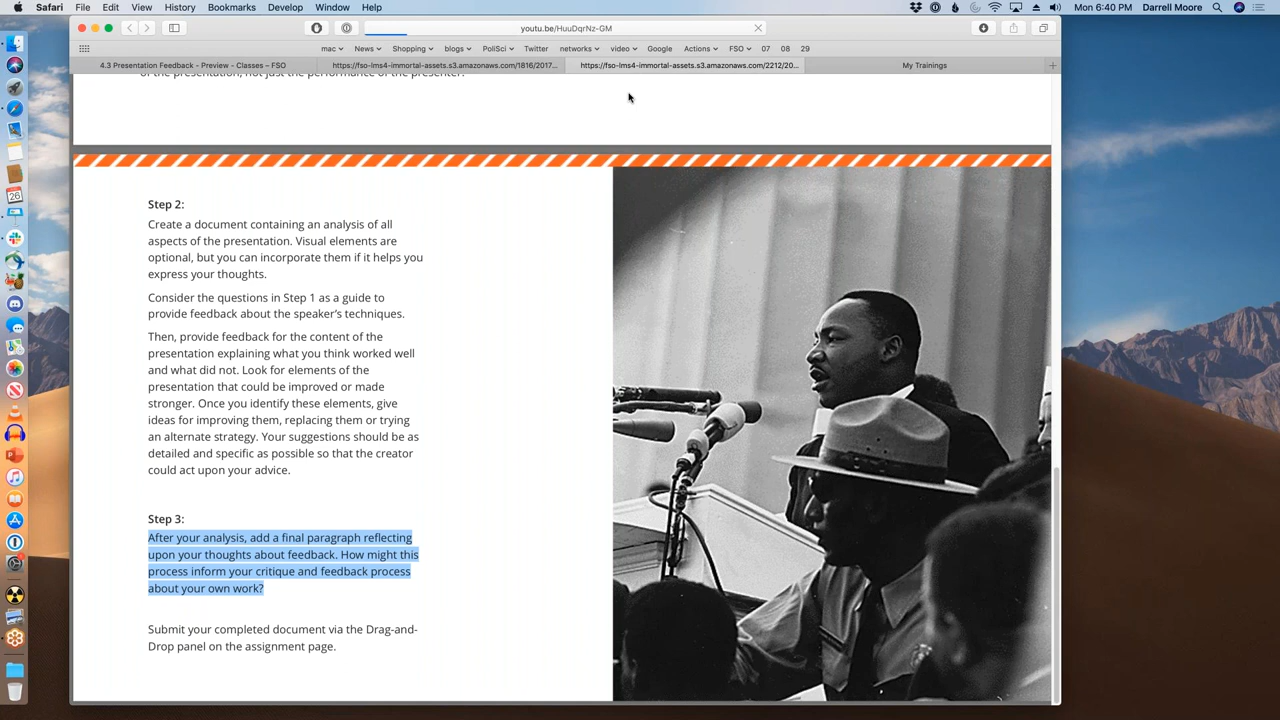 Safari File Edit View History Bookmarks Develop Window Help Mon 6:40 PM Darrell Moore
youtu.be/HuuDqrNz-GM
mac News Shopping blogs PoliSci Twitter networks video Google Actions FSO 07 08 29
4.3 Presentation Feedback - Preview - Classes – FSO https://fso-lms4-immortal-assets.s3.amazonaws.com/1816/2017... https://fso-lms4-immortal-assets.s3.amazonaws.com/2212/20... My Trainings
of the presentation, not just the performance of the presenter.
Step 2:
Create a document containing an analysis of all
aspects of the presentation. Visual elements are
optional, but you can incorporate them if it helps you
express your thoughts.
Consider the questions in Step 1 as a guide to
provide feedback about the speaker’s techniques.
Then, provide feedback for the content of the
presentation explaining what you think worked well
and what did not. Look for elements of the
presentation that could be improved or made
stronger. Once you identify these elements, give
ideas for improving them, replacing them or trying
an alternate strategy. Your suggestions should be as
detailed and specific as possible so that the creator
could act upon your advice.
Step 3:
After your analysis, add a final paragraph reflecting
upon your thoughts about feedback. How might this
process inform your critique and feedback process
about your own work?
Submit your completed document via the Drag-and-
Drop panel on the assignment page.
26